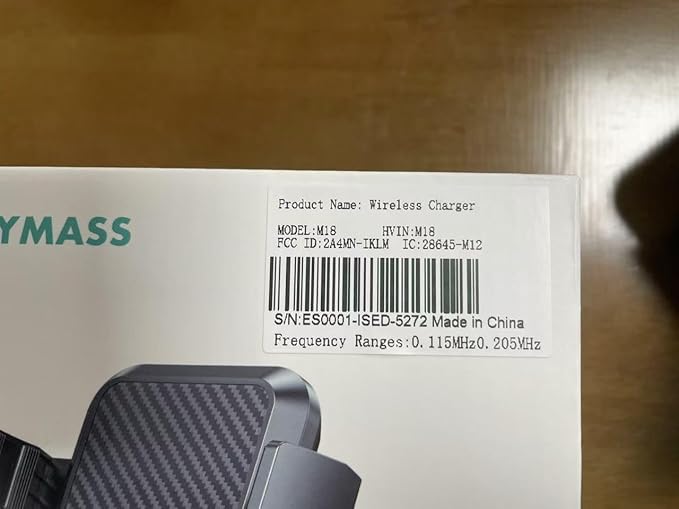 YMASS
Product Name: Wireless Charger
MODEL:M18 HVIN:M18
FCC ID:2A4MN-IKLM IC:28645-M12
S/N:ES0001-ISED-5272 Made in China
Frequency Ranges:0.115MHz0.205MHz